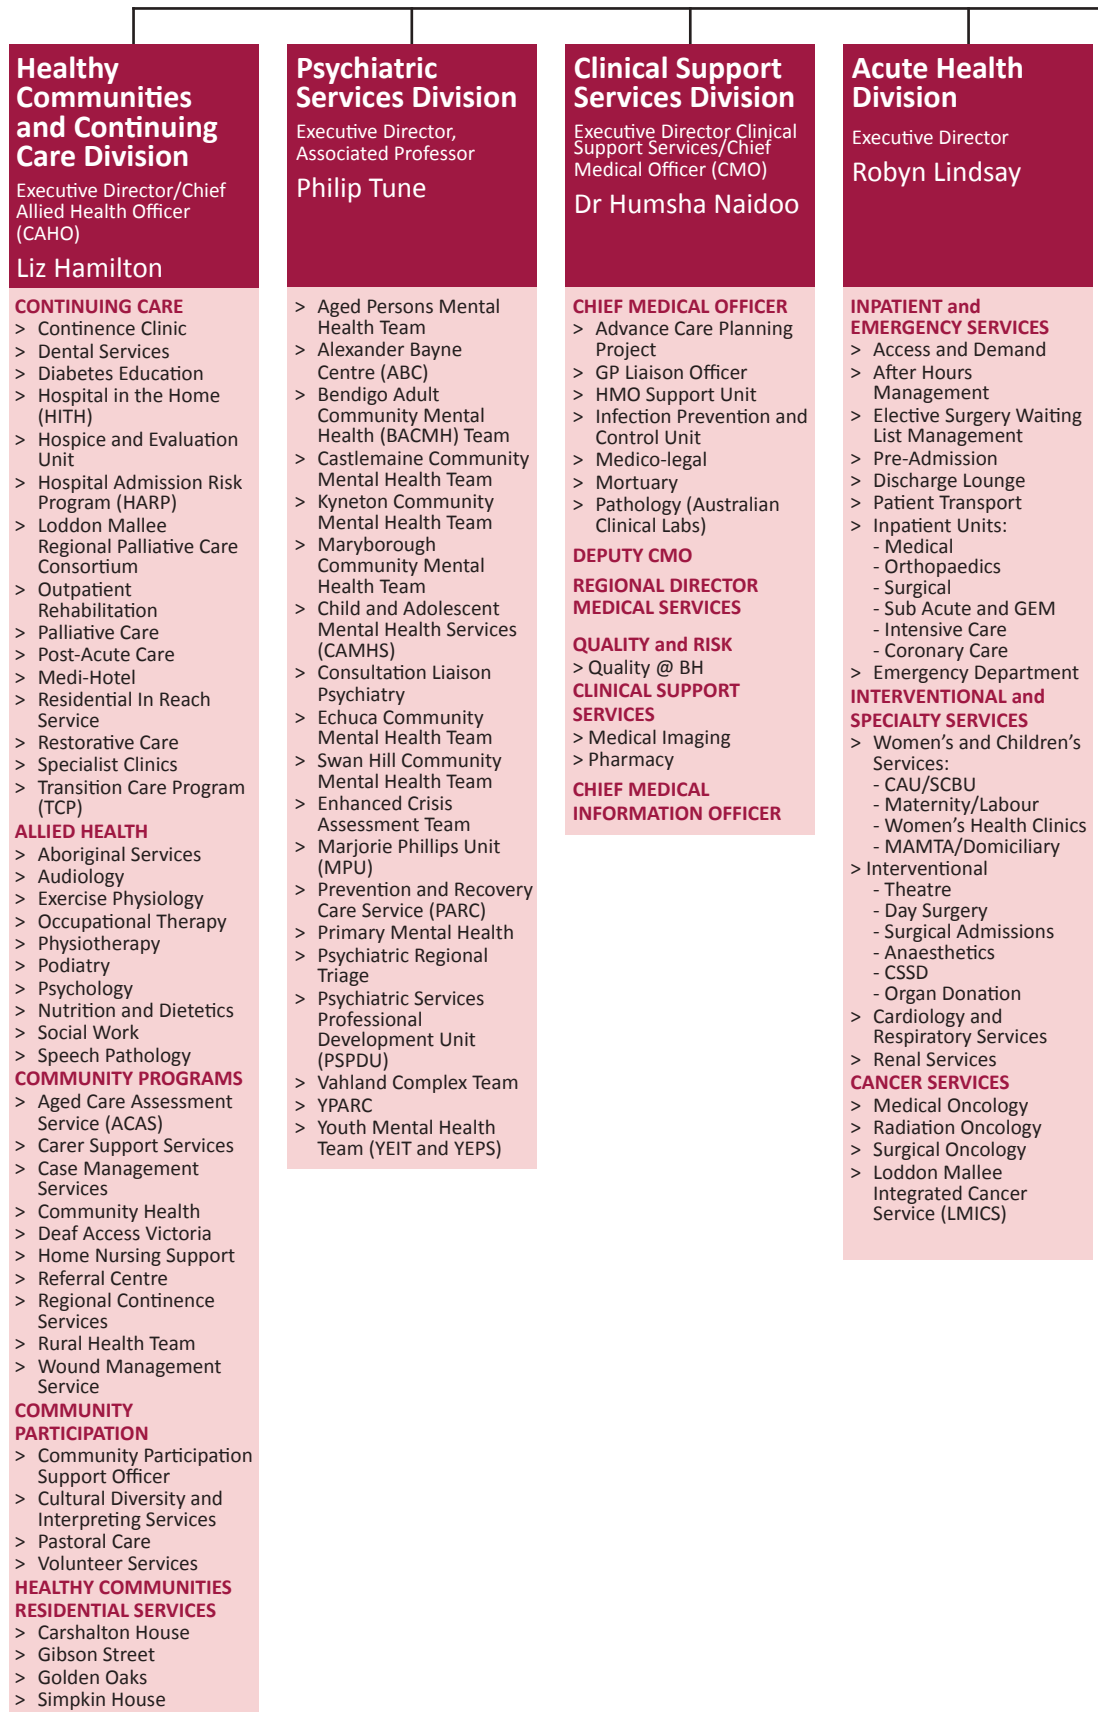 Healthy
Communities
and Continuing
Care Division
Executive Director/Chief
Allied Health Officer
(CAHO)
Liz Hamilton
CONTINUING CARE
> Continence Clinic
> Dental Services
> Diabetes Education
> Hospital in the Home
(HITH)
> Hospice and Evaluation
Unit
> Hospital Admission Risk
Program (HARP)
> Loddon Mallee
Regional Palliative Care
Consortium
> Outpatient
Rehabilitation
> Palliative Care
> Post-Acute Care
> Medi-Hotel
> Residential In Reach
Service
> Restorative Care
> Specialist Clinics
> Transition Care Program
(TCP)
ALLIED HEALTH
> Aboriginal Services
> Audiology
> Exercise Physiology
> Occupational Therapy
> Physiotherapy
> Podiatry
> Psychology
> Nutrition and Dietetics
> Social Work
> Speech Pathology
COMMUNITY PROGRAMS
> Aged Care Assessment
Service (ACAS)
> Carer Support Services
> Case Management
Services
> Community Health
> Deaf Access Victoria
> Home Nursing Support
> Referral Centre
> Regional Continence
Services
> Rural Health Team
> Wound Management
Service
COMMUNITY
PARTICIPATION
> Community Participation
Support Officer
> Cultural Diversity and
Interpreting Services
> Pastoral Care
> Volunteer Services
HEALTHY COMMUNITIES
RESIDENTIAL SERVICES
> Carshalton House
> Gibson Street
> Golden Oaks
> Simpkin House
Psychiatric
Services Division
Executive Director,
Associated Professor
Philip Tune
> Aged Persons Mental
Health Team
> Alexander Bayne
Centre (ABC)
> Bendigo Adult
Community Mental
Health (BACMH) Team
> Castlemaine Community
Mental Health Team
> Kyneton Community
Mental Health Team
> Maryborough
Community Mental
Health Team
> Child and Adolescent
Mental Health Services
(CAMHS)
> Consultation Liaison
Psychiatry
> Echuca Community
Mental Health Team
> Swan Hill Community
Mental Health Team
> Enhanced Crisis
Assessment Team
> Marjorie Phillips Unit
(MPU)
> Prevention and Recovery
Care Service (PARC)
> Primary Mental Health
> Psychiatric Regional
Triage
> Psychiatric Services
Professional
Development Unit
(PSPDU)
> Vahland Complex Team
> YPARC
> Youth Mental Health
Team (YEIT and YEPS)
Clinical Support
Services Division
Executive Director Clinical
Support Services/Chief
Medical Officer (CMO)
Dr Humsha Naidoo
CHIEF MEDICAL OFFICER
> Advance Care Planning
Project
> GP Liaison Officer
> HMO Support Unit
> Infection Prevention and
Control Unit
> Medico-legal
> Mortuary
> Pathology (Australian
Clinical Labs)
DEPUTY CMO
REGIONAL DIRECTOR
MEDICAL SERVICES
QUALITY and RISK
> Quality @ BH
CLINICAL SUPPORT
SERVICES
> Medical Imaging
> Pharmacy
CHIEF MEDICAL
INFORMATION OFFICER
Acute Health
Division
Executive Director
Robyn Lindsay
INPATIENT and
EMERGENCY SERVICES
> Access and Demand
> After Hours
Management
> Elective Surgery Waiting
List Management
> Pre-Admission
> Discharge Lounge
> Patient Transport
> Inpatient Units:
- Medical
- Orthopaedics
- Surgical
- Sub Acute and GEM
- Intensive Care
- Coronary Care
> Emergency Department
INTERVENTIONAL and
SPECIALTY SERVICES
> Women's and Children's
Services:
- CAU/SCBU
- Maternity/Labour
- Women's Health Clinics
- MAMTA/Domiciliary
> Interventional
- Theatre
- Day Surgery
- Surgical Admissions
- Anaesthetics
- CSSD
- Organ Donation
> Cardiology and
Respiratory Services
> Renal Services
CANCER SERVICES
> Medical Oncology
> Radiation Oncology
> Surgical Oncology
> Loddon Mallee
Integrated Cancer
Service (LMICS)